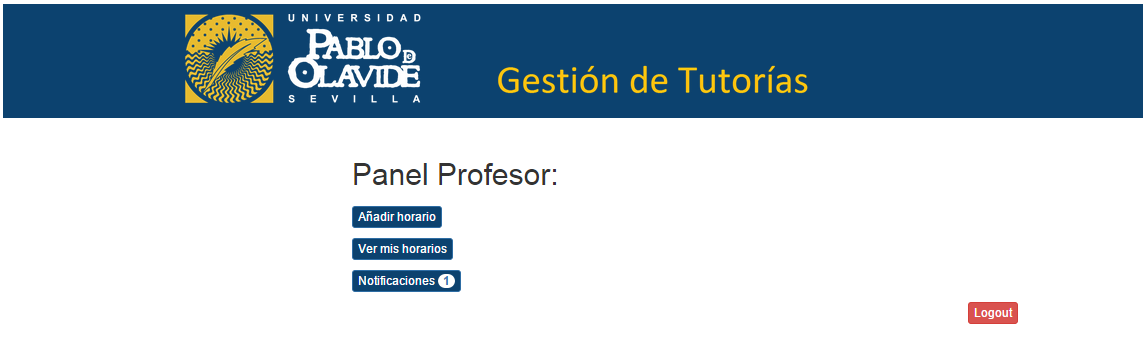 UNIVERSIDAD
PABLO DE
OLAVIDE
SEVILLA
Gestión de Tutorías
Panel Profesor:
Añadir horario
Ver mis horarios
Notificaciones 1
Logout